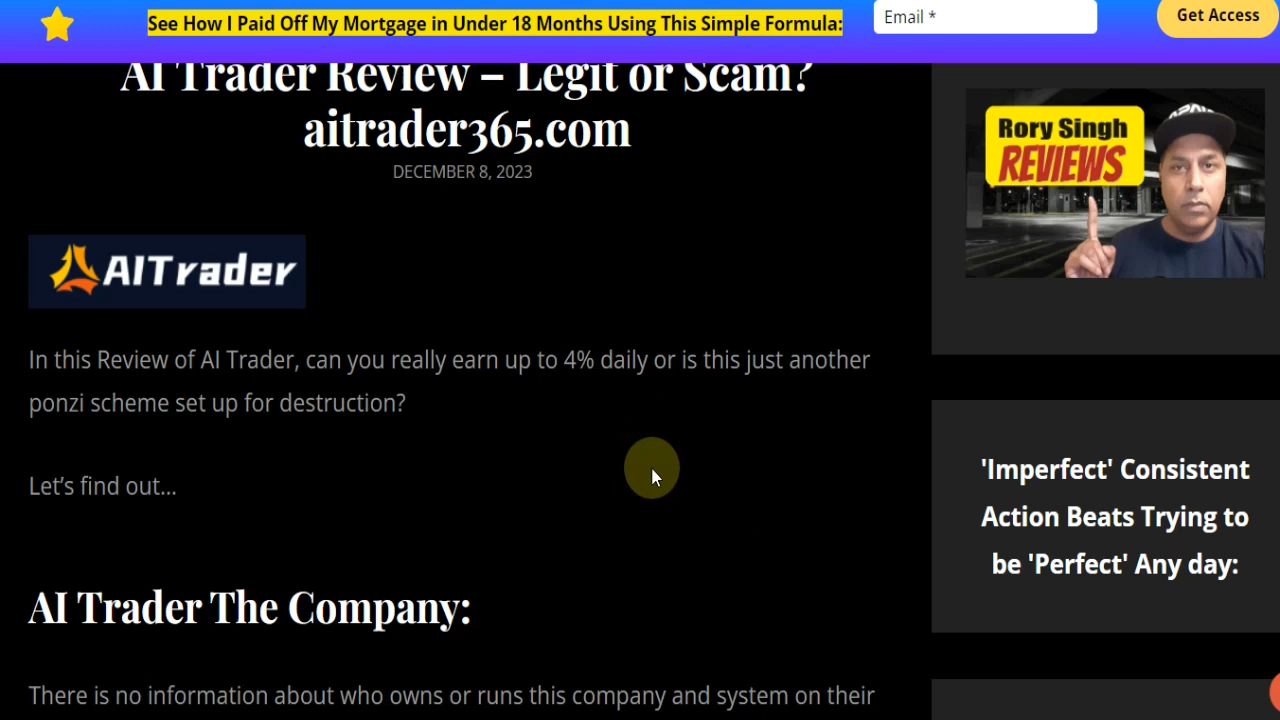 See How I Paid Off My Mortgage in Under 18 Months Using This Simple Formula:
Email *
Get Access
AI Trader Review – Legit or Scam?
aitrader365.com
DECEMBER 8, 2023
AITrader
In this Review of AI Trader, can you really earn up to 4% daily or is this just another
ponzi scheme set up for destruction?
Let’s find out…
AI Trader The Company:
There is no information about who owns or runs this company and system on their
Rory Singh
REVIEWS
'Imperfect' Consistent
Action Beats Trying to
be 'Perfect' Any day: